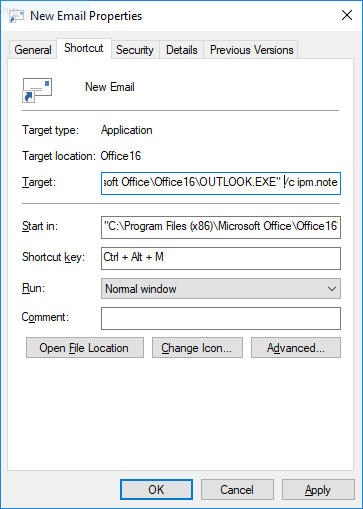 New Email Properties
General Shortcut Security Details Previous Versions
New Email
Target type: Application
Target location: Office16
Target: soft Office\Office16\OUTLOOK.EXE" /c ipm.note
Start in: "C:\Program Files (x86)\Microsoft Office\Office16
Shortcut key: Ctrl + Alt + M
Run: Normal window
Comment:
Open File Location Change Icon... Advanced...
OK Cancel Apply